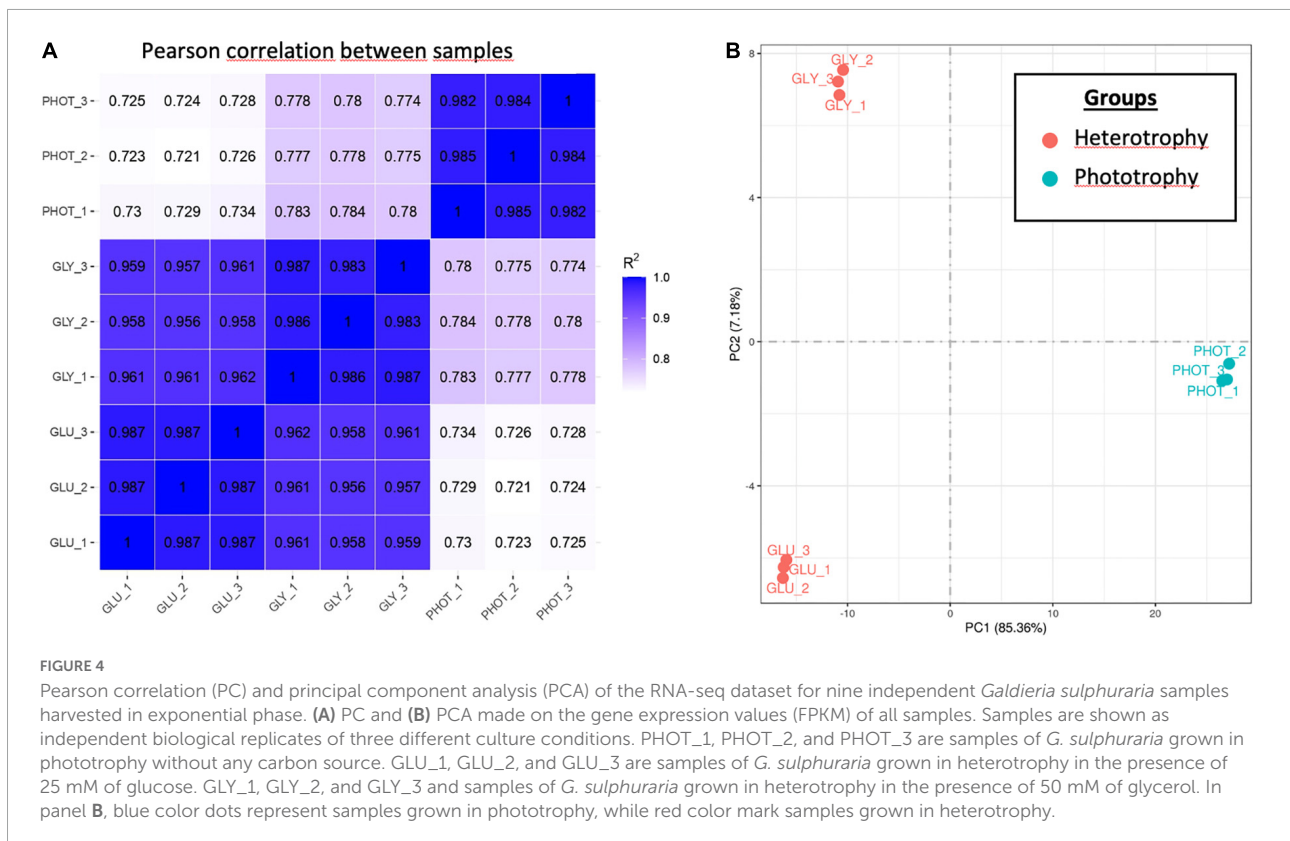 A
Pearson correlation between samples
PHOT_3 0.725 0.724 0.728 0.778 0.78 0.774 0.982 0.984 1
PHOT_2 0.723 0.721 0.726 0.777 0.778 0.775 0.985 1 0.984
PHOT_1 0.73 0.729 0.734 0.783 0.784 0.78 1 0.985 0.982
GLY_3 0.959 0.957 0.961 0.987 0.983 1 0.78 0.775 0.774
GLY_2 0.958 0.956 0.958 0.986 1 0.983 0.784 0.778 0.78
GLY_1 0.961 0.961 0.962 1 0.986 0.987 0.783 0.777 0.778
GLU_3 0.987 0.987 1 0.962 0.958 0.961 0.734 0.726 0.728
GLU_2 0.987 1 0.987 0.961 0.956 0.957 0.729 0.721 0.724
GLU_1 1 0.987 0.987 0.961 0.958 0.959 0.73 0.723 0.725
GLU_1 GLU_2 GLU_3 GLY_1 GLY_2 GLY_3 PHOT_1 PHOT_2 PHOT_3
R²
1.0
0.9
0.8
B
8
4
0
-4
PC2 (7.18%)
GLY_2
GLY_3
GLY_1
Groups
Heterotrophy
Phototrophy
PHOT_2
PHOT_3
PHOT_1
GLU_3
GLU_1
GLU_2
-10 0 10 20
PC1 (85.36%)
FIGURE 4
Pearson correlation (PC) and principal component analysis (PCA) of the RNA-seq dataset for nine independent Galdieria sulphuraria samples
harvested in exponential phase. (A) PC and (B) PCA made on the gene expression values (FPKM) of all samples. Samples are shown as
independent biological replicates of three different culture conditions. PHOT_1, PHOT_2, and PHOT_3 are samples of G. sulphuraria grown in
phototrophy without any carbon source. GLU_1, GLU_2, and GLU_3 are samples of G. sulphuraria grown in heterotrophy in the presence of
25 mM of glucose. GLY_1, GLY_2, and GLY_3 and samples of G. sulphuraria grown in heterotrophy in the presence of 50 mM of glycerol. In
panel B, blue color dots represent samples grown in phototrophy, while red color mark samples grown in heterotrophy.